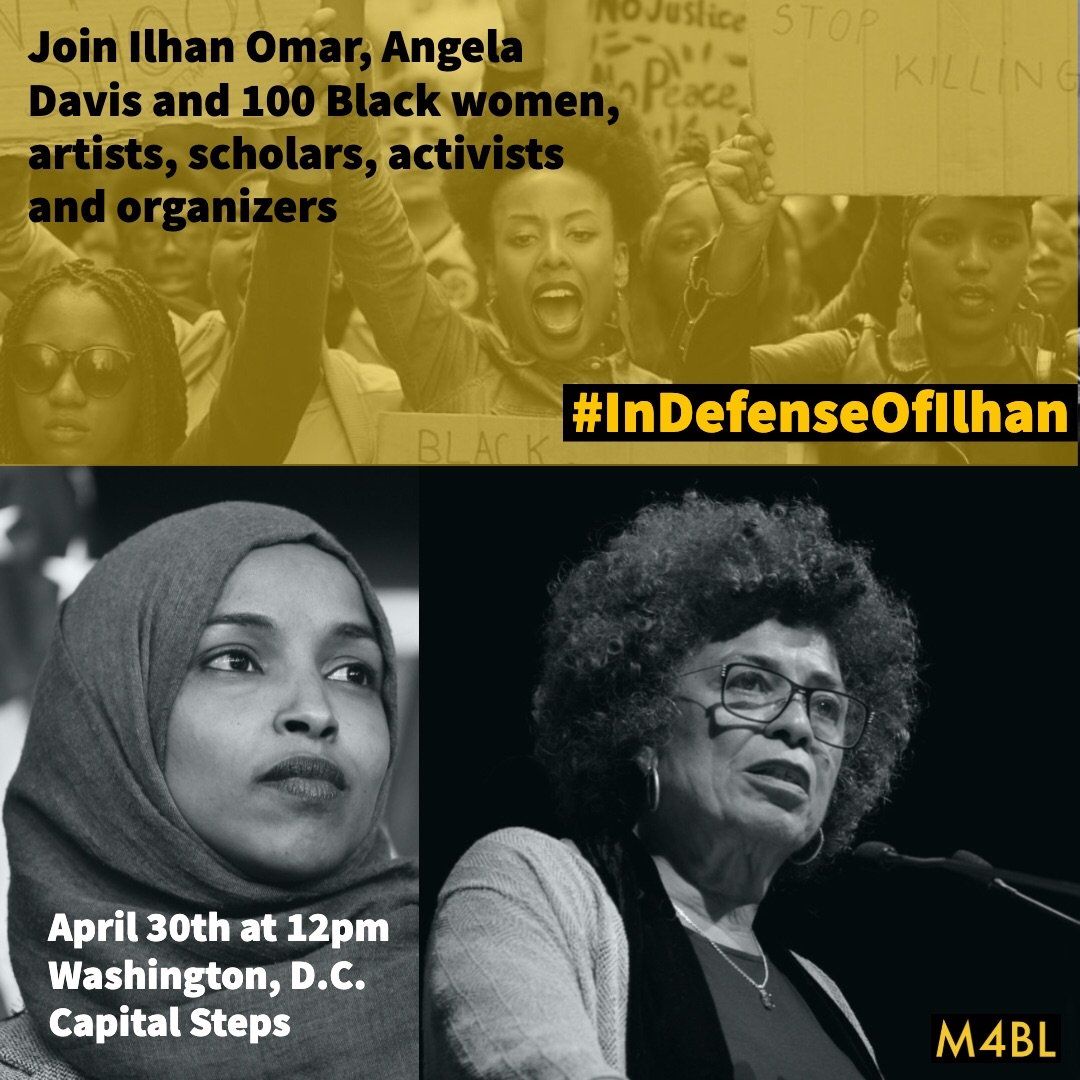 Join Ilhan Omar, Angela
Davis and 100 Black women,
artists, scholars, activists
and organizers
No Justice
No Peace
STOP
KILLING
BLACK
#InDefenseOfIlhan
April 30th at 12pm
Washington, D.C.
Capital Steps
M4BL